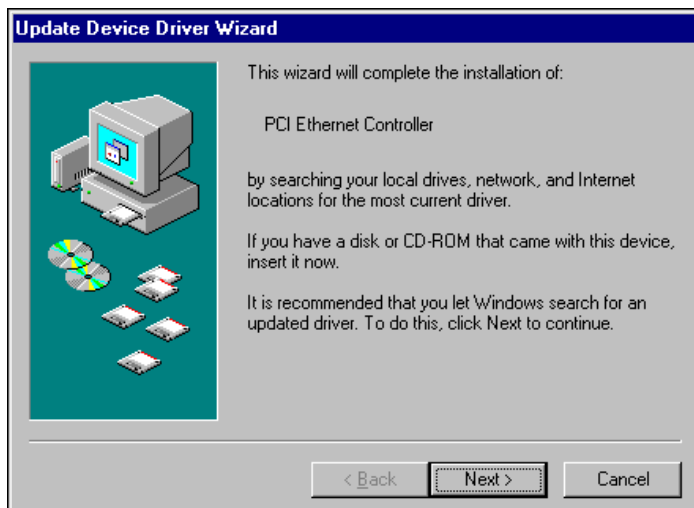 Update Device Driver Wizard
This wizard will complete the installation of:
PCI Ethernet Controller
by searching your local drives, network, and Internet
locations for the most current driver.
If you have a disk or CD-ROM that came with this device,
insert it now.
It is recommended that you let Windows search for an
updated driver. To do this, click Next to continue.
< Back
Next >
Cancel